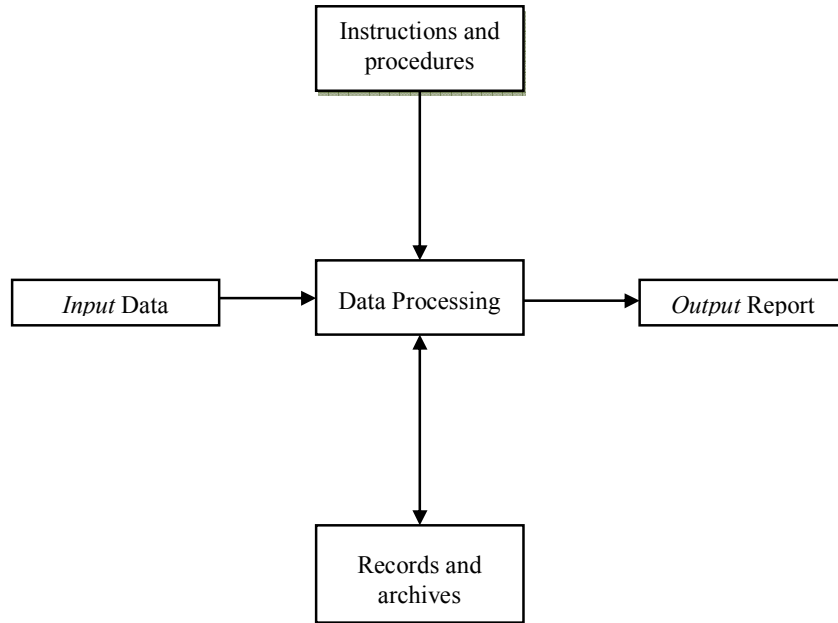 Instructions and
procedures
Input Data
Data Processing
Output Report
Records and
archives